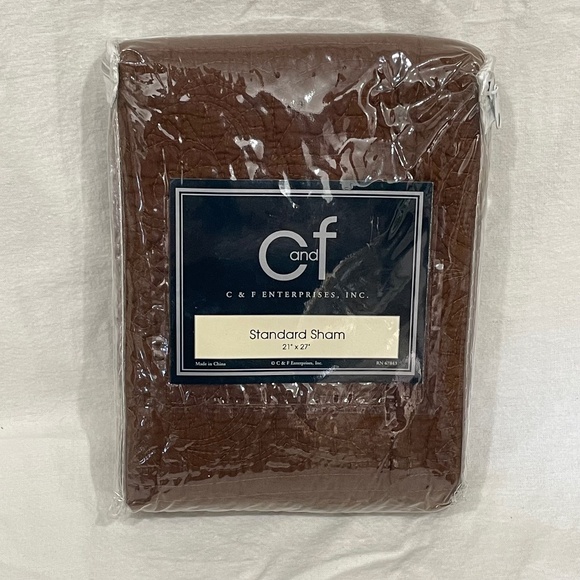 C and f
C & F ENTERPRISES, INC.
Standard Sham
21" x 27"
Made in China © C & F Enterprises, Inc.